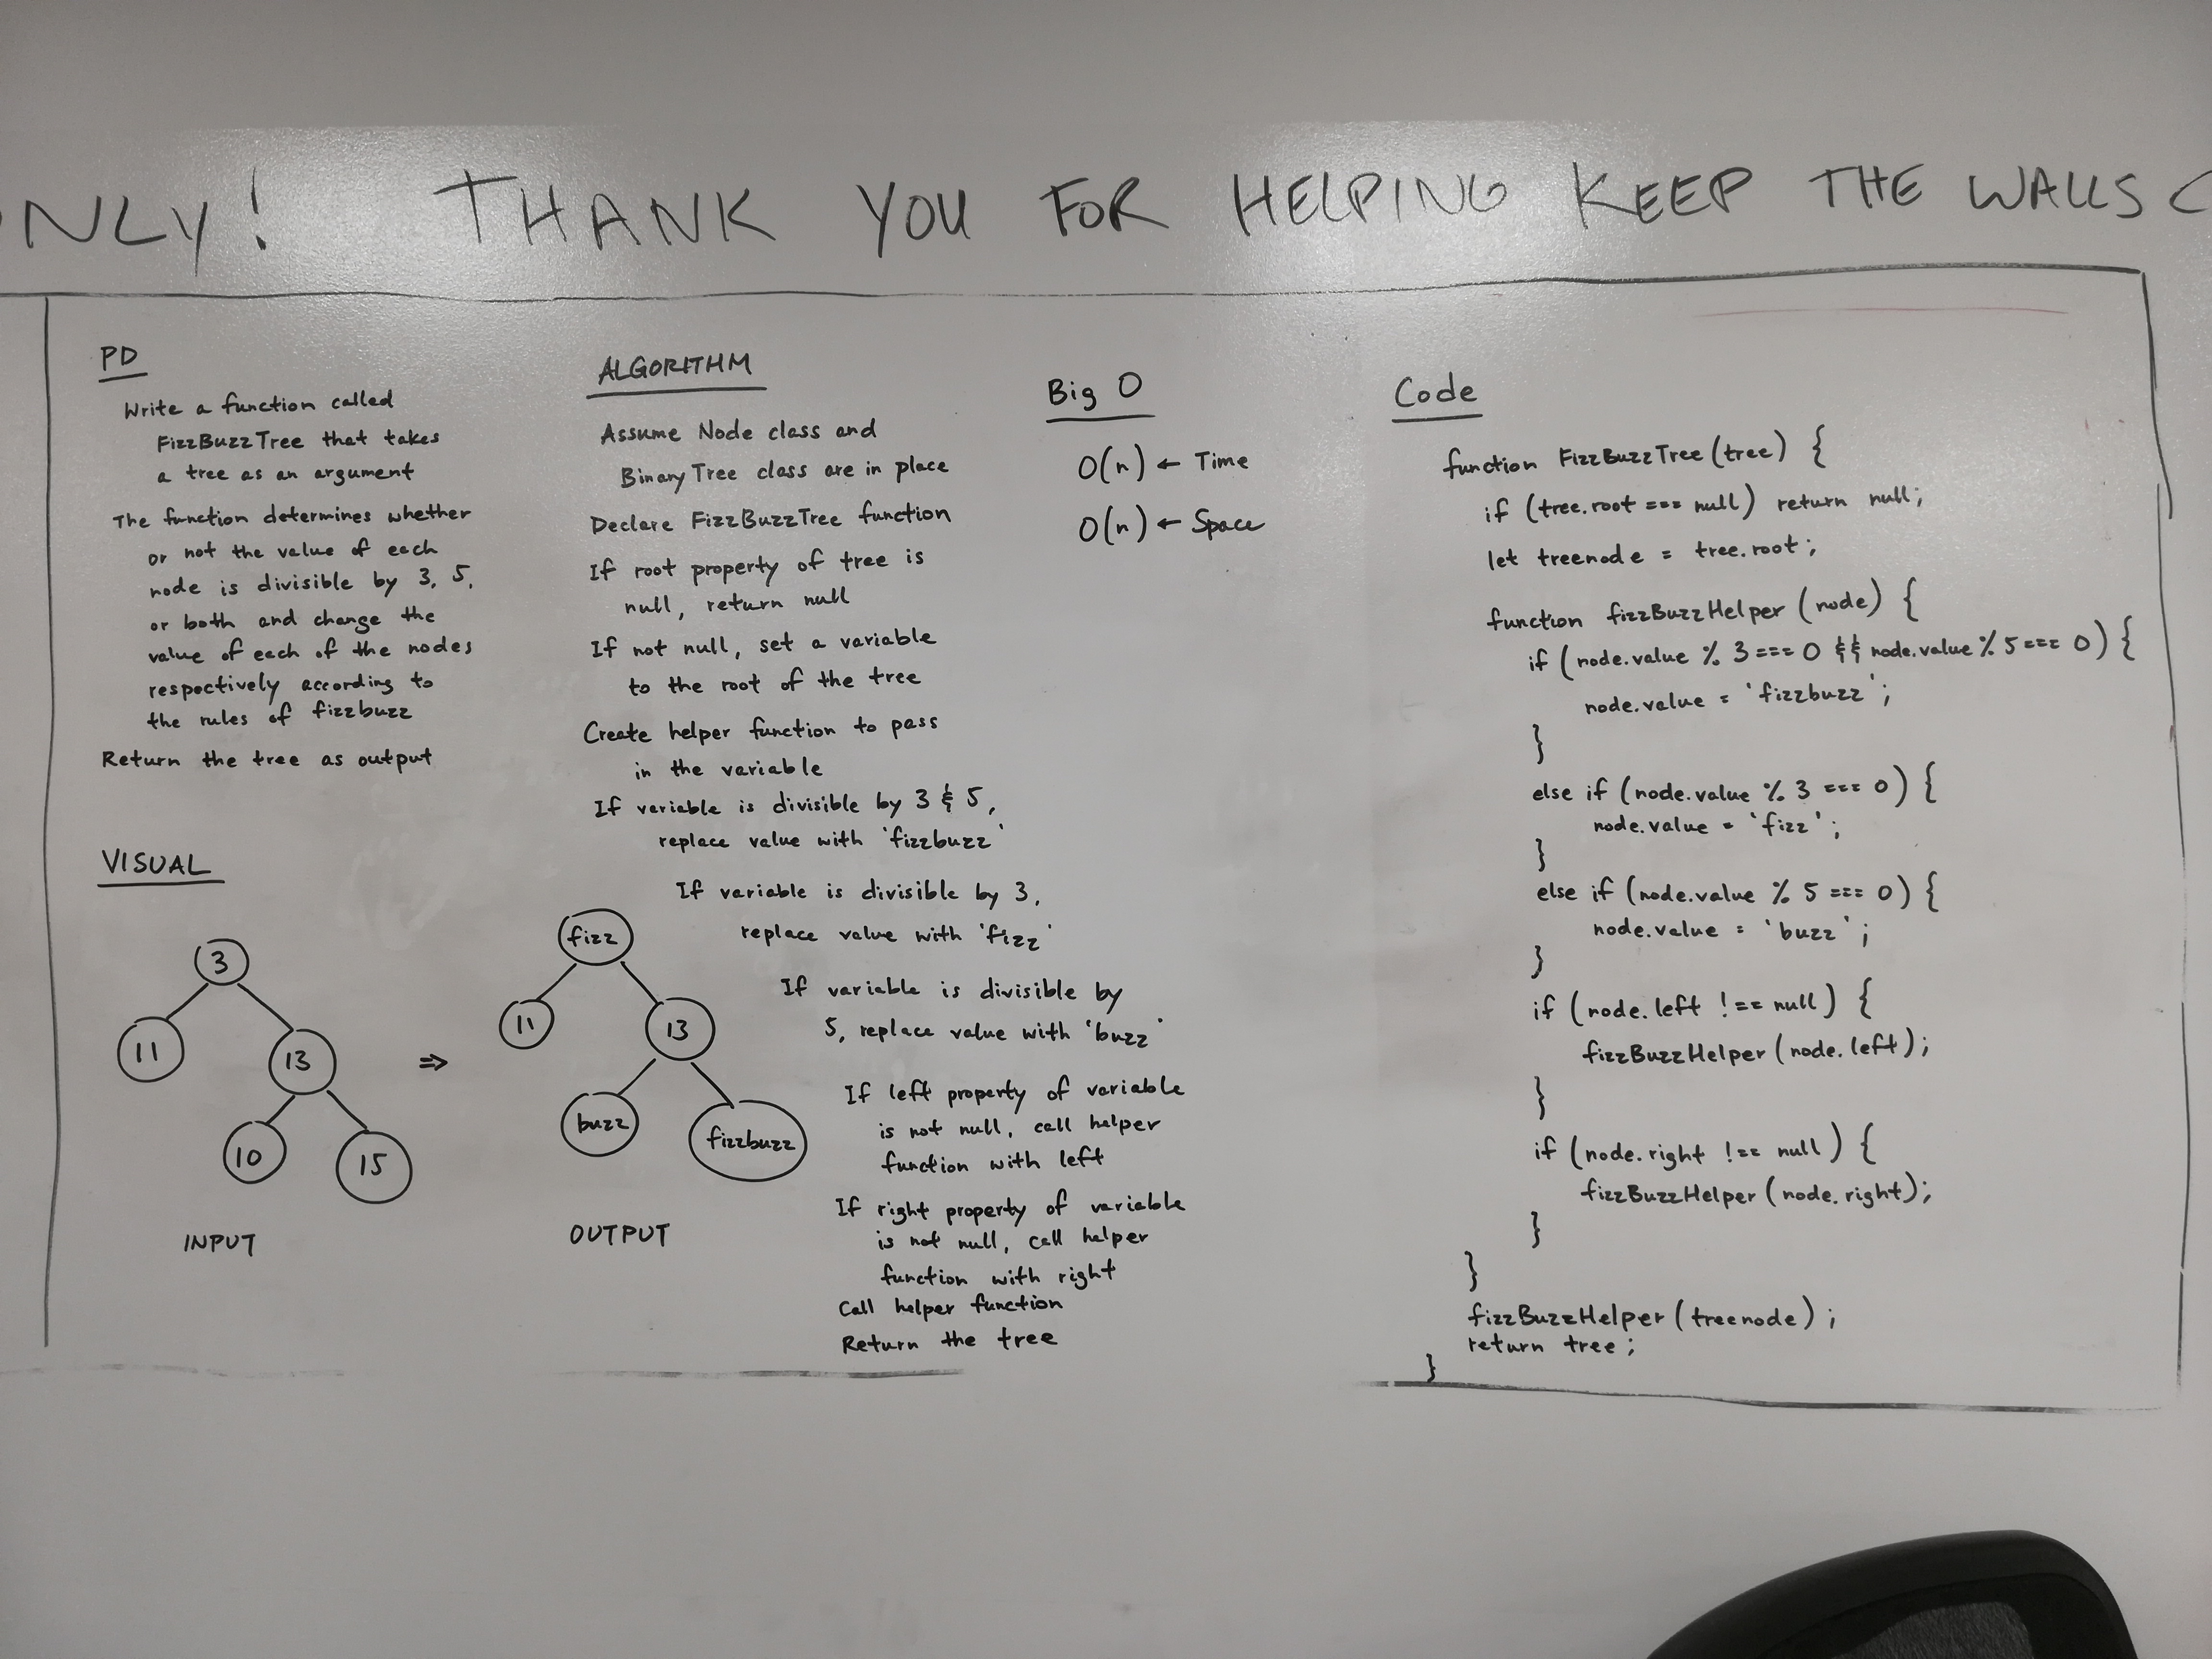 NLY! THANK YOU FOR HELPING KEEP THE WALLS
PD
Write a function called
FizzBuzzTree that takes
a tree as an argument
The function determines whether
or not the value of each
node is divisible by 3, 5,
or both and change the
value of each of the nodes
respectively according to
the rules of fizzbuzz
Return the tree as output
VISUAL
3
11
13
10
15
INPUT
⇒
fizz
11
13
buzz
fizzbuzz
OUTPUT
ALGORITHM
Assume Node class and
BinaryTree class are in place
Declare FizzBuzzTree function
If root property of tree is
null, return null
If not null, set a variable
to the root of the tree
Create helper function to pass
in the variable
If variable is divisible by 3 & 5,
replace value with 'fizzbuzz'
If variable is divisible by 3,
replace value with 'fizz'
If variable is divisible by
5, replace value with 'buzz'
If left property of variable
is not null, call helper
function with left
If right property of variable
is not null, call helper
function with right
Call helper function
Return the tree
Big O
O(n) ← Time
O(n) ← Space
Code
function FizzBuzzTree (tree) {
if (tree.root === null) return null;
let treenode = tree.root;
function fizzBuzzHelper (node) {
if (node.value % 3 === 0 && node.value % 5 === 0) {
node.value = 'fizzbuzz';
}
else if (node.value % 3 === 0) {
node.value = 'fizz';
}
else if (node.value % 5 === 0) {
node.value = 'buzz';
}
if (node.left !== null) {
fizzBuzzHelper (node.left);
}
if (node.right !== null) {
fizzBuzzHelper (node.right);
}
}
fizzBuzzHelper (treenode);
return tree;
}